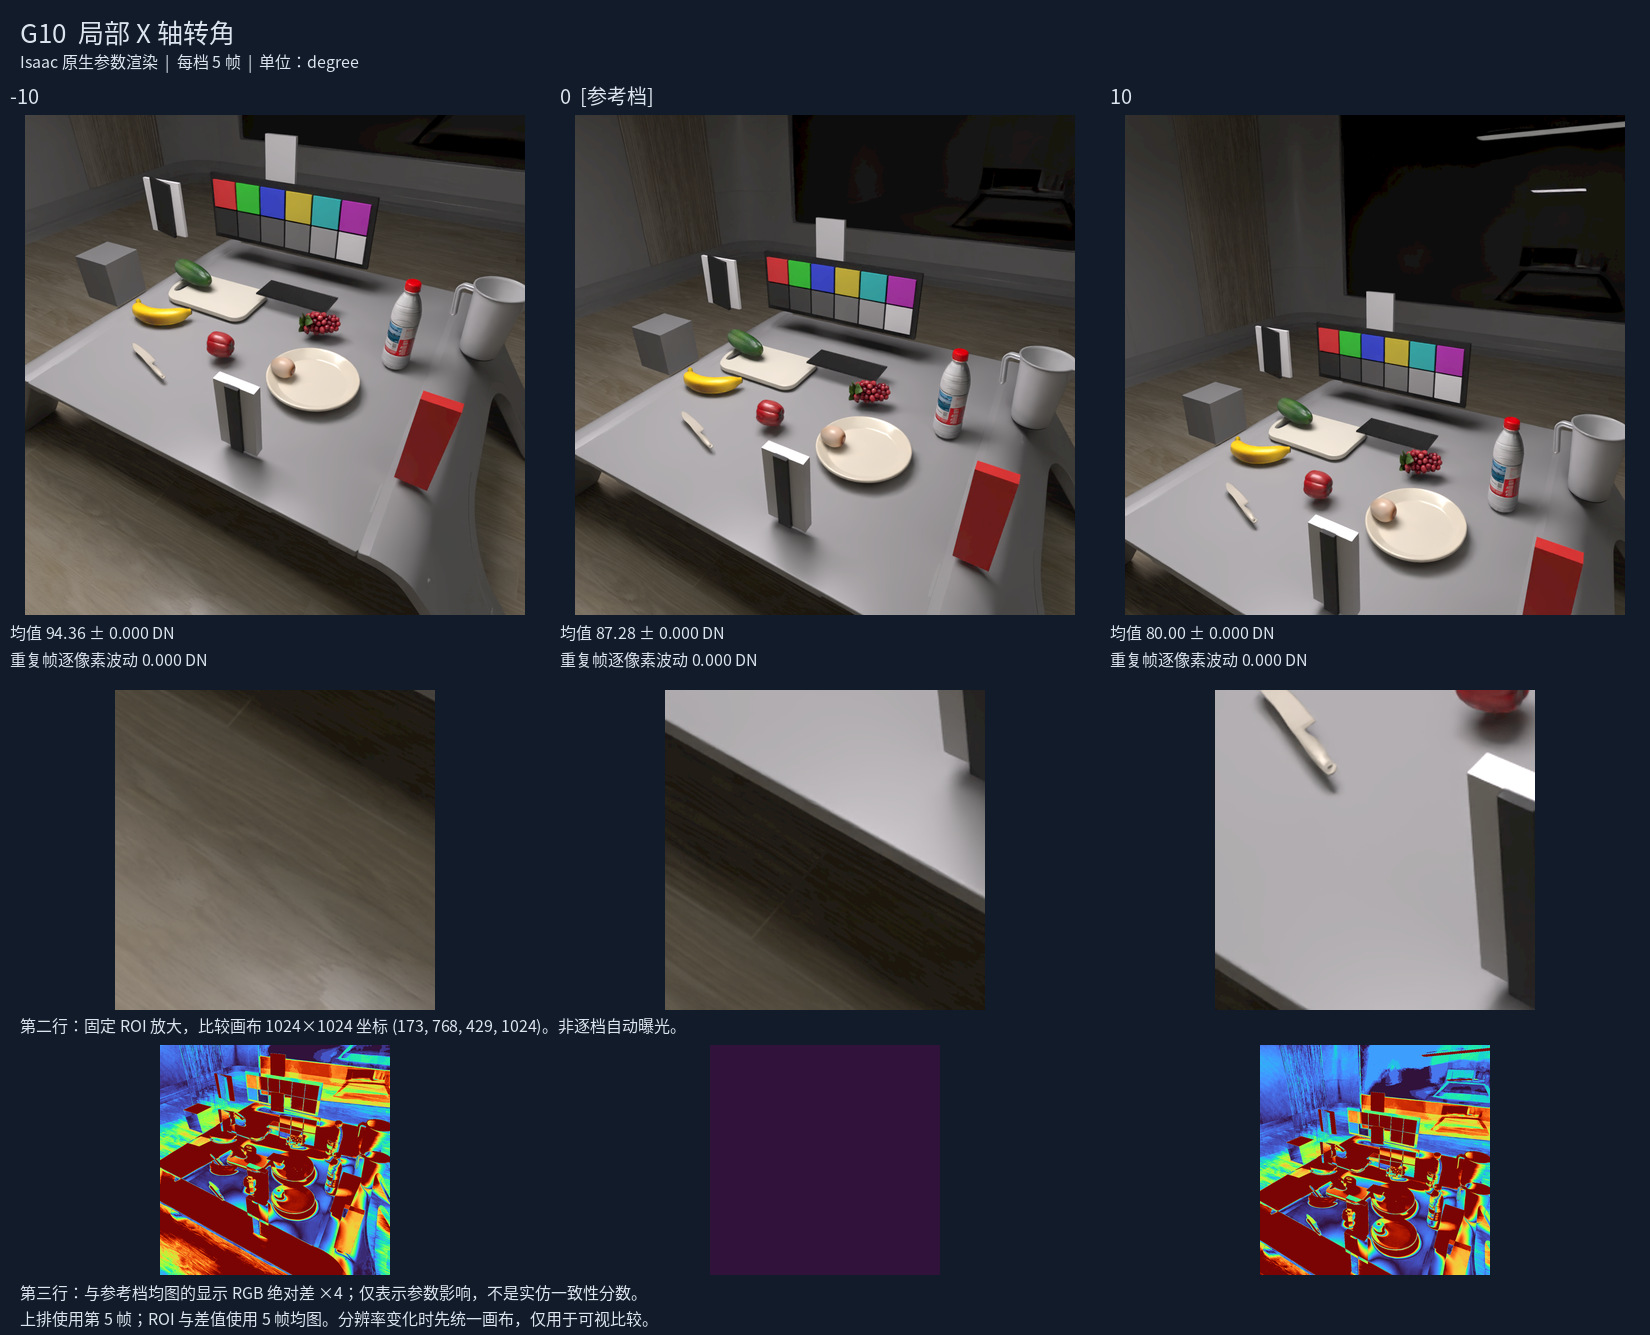 G10 局部 X 轴转角
Isaac 原生参数渲染 | 每档 5 帧 | 单位：degree
-10
0 [参考档]
10
均值 94.36 ± 0.000 DN
重复帧逐像素波动 0.000 DN
均值 87.28 ± 0.000 DN
重复帧逐像素波动 0.000 DN
均值 80.00 ± 0.000 DN
重复帧逐像素波动 0.000 DN
第二行：固定 ROI 放大，比较画布 1024×1024 坐标 (173, 768, 429, 1024)。非逐档自动曝光。
第三行：与参考档均图的显示 RGB 绝对差 ×4；仅表示参数影响，不是实仿一致性分数。
上排使用第 5 帧；ROI 与差值使用 5 帧均图。分辨率变化时先统一画布，仅用于可视比较。